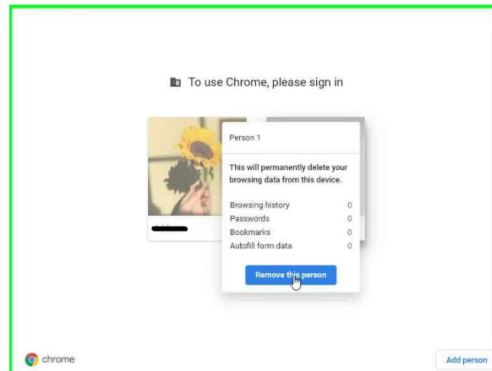 To use Chrome, please sign in
Person 1
This will permanently delete your
browsing data from this device.
Browsing history 0
Passwords 0
Bookmarks 0
Autofill form data 0
Remove this person
chrome
Add person